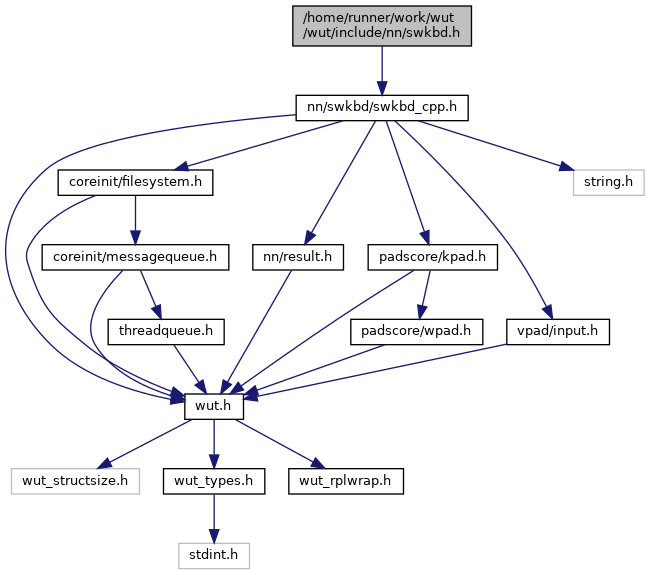 /home/runner/work/wut
/wut/include/nn/swkbd.h
nn/swkbd/swkbd_cpp.h
coreinit/filesystem.h
string.h
coreinit/messagequeue.h
nn/result.h
padscore/kpad.h
threadqueue.h
padscore/wpad.h
vpad/input.h
wut.h
wut_structsize.h
wut_types.h
wut_rplwrap.h
stdint.h